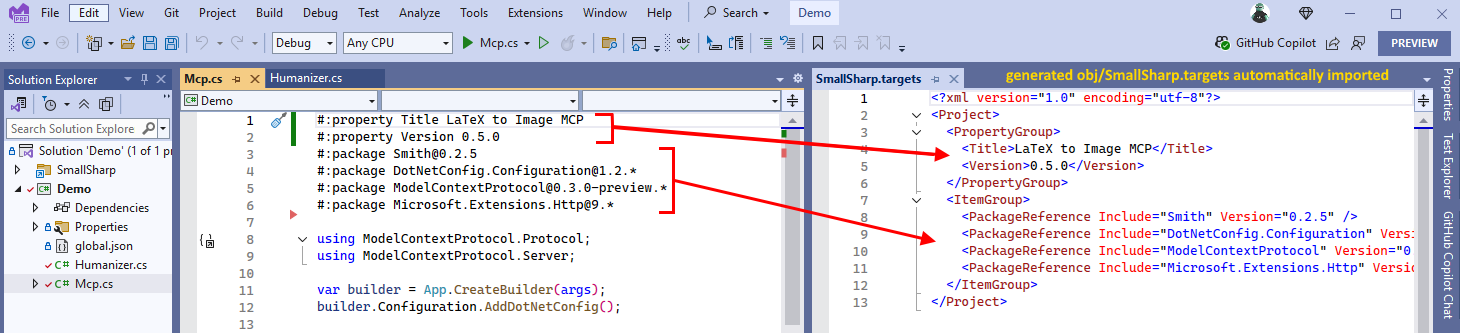 File Edit View Git Project Build Debug Test Analyze Tools Extensions Window Help Search Demo
PRE
Debug Any CPU Mcp.cs abc GitHub Copilot PREVIEW
Solution Explorer
Search Solution Explorer
Solution 'Demo' (1 of 1 pr
SmallSharp
C# Demo
Dependencies
Properties
global.json
C# Humanizer.cs
C# Mcp.cs
Mcp.cs Humanizer.cs
C# Demo
1 #:property Title LaTeX to Image MCP
2 #:property Version 0.5.0
3 #:package Smith@0.2.5
4 #:package DotNetConfig.Configuration@1.2.*
5 #:package ModelContextProtocol@0.3.0-preview.*
6 #:package Microsoft.Extensions.Http@9.*
7
8 using ModelContextProtocol.Protocol;
9 using ModelContextProtocol.Server;
10
11 var builder = App.CreateBuilder(args);
12 builder.Configuration.AddDotNetConfig();
13
SmallSharp.targets generated obj/SmallSharp.targets automatically imported
1 <?xml version="1.0" encoding="utf-8"?>
2 <Project>
3 <PropertyGroup>
4 <Title>LaTeX to Image MCP</Title>
5 <Version>0.5.0</Version>
6 </PropertyGroup>
7 <ItemGroup>
8 <PackageReference Include="Smith" Version="0.2.5" />
9 <PackageReference Include="DotNetConfig.Configuration" Versi
10 <PackageReference Include="ModelContextProtocol" Version="0.
11 <PackageReference Include="Microsoft.Extensions.Http" Versio
12 </ItemGroup>
13 </Project>
Properties
Test Explorer
GitHub Copilot Chat